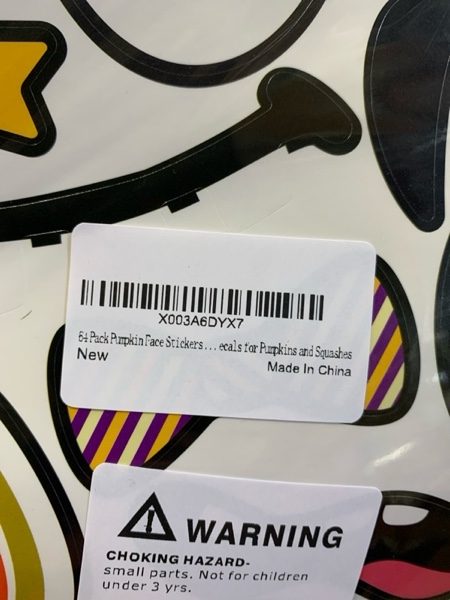 X003A6DYX7
64 Pack Pumpkin Face Stickers...ecals for Pumpkins and Squashes
New
Made In China
WARNING
CHOKING HAZARD-
small parts. Not for children
under 3 yrs.